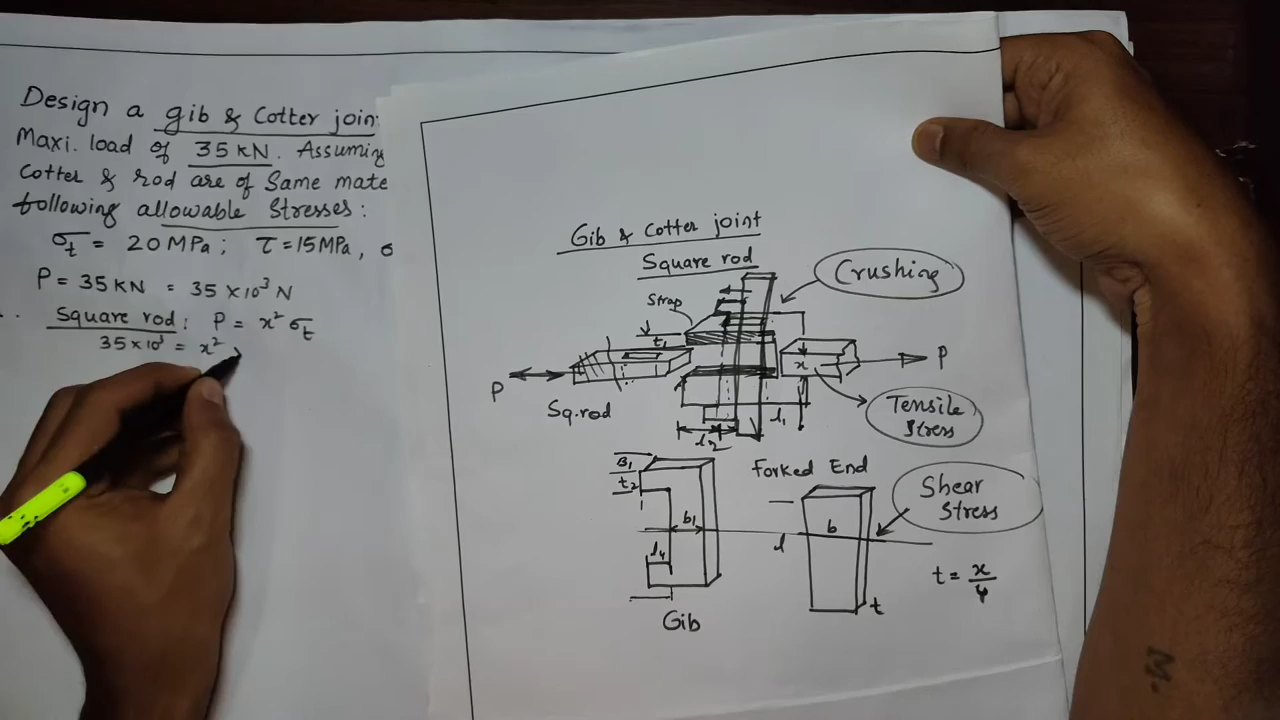 Design a gib & Cotter join
Maxi. load of 35 KN. Assuming
Cotter & rod are of Same mate
following allowable Stresses:
σt = 20 MPa; τ = 15 MPa, σ
P = 35 KN = 35 × 10³ N
Square rod: P = x² σt
35 × 10³ = x²
Gib & Cotter joint
Square rod
Crushing
Strap
t1
P
x
P
Sq.rod
l1
l2
Tensile
Stress
Forked End
B1
t2
b1
l4
Gib
b
l
t
Shear
Stress
t = x/4
M.